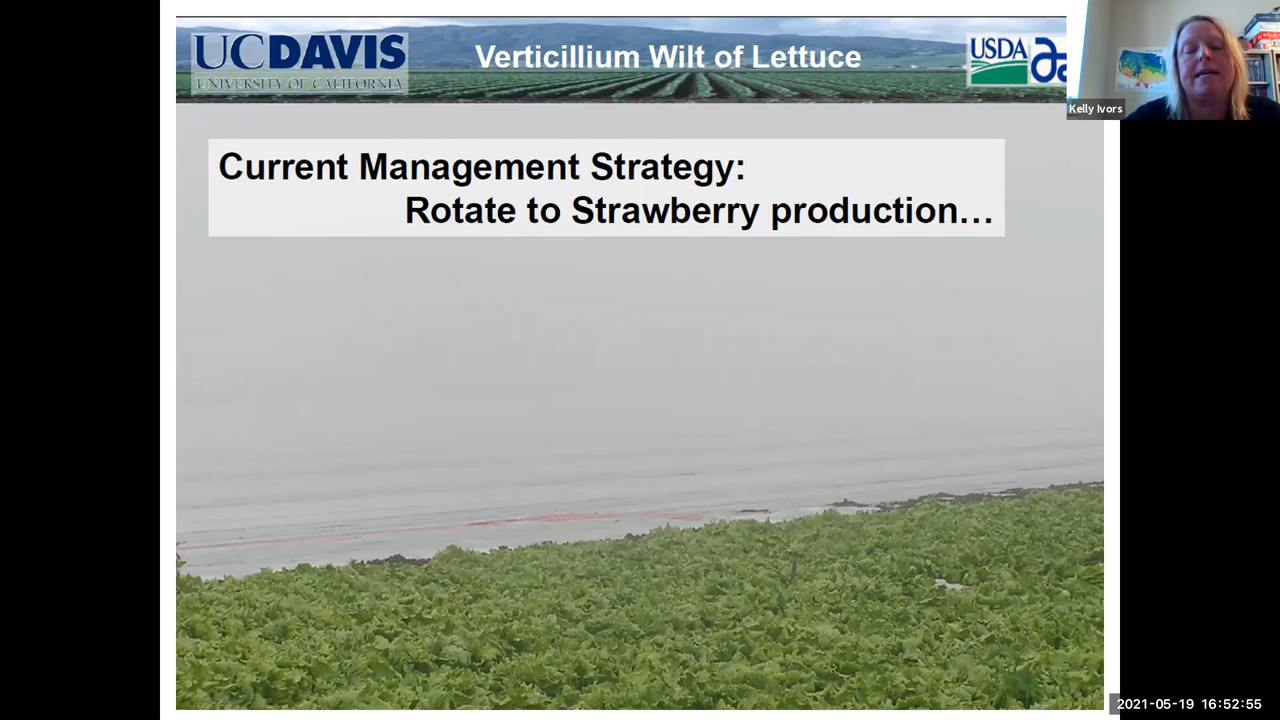 UCDAVIS
UNIVERSITY OF CALIFORNIA
Verticillium Wilt of Lettuce
USDA
Kelly Ivors
Current Management Strategy:
Rotate to Strawberry production…
2021-05-19 16:52:55